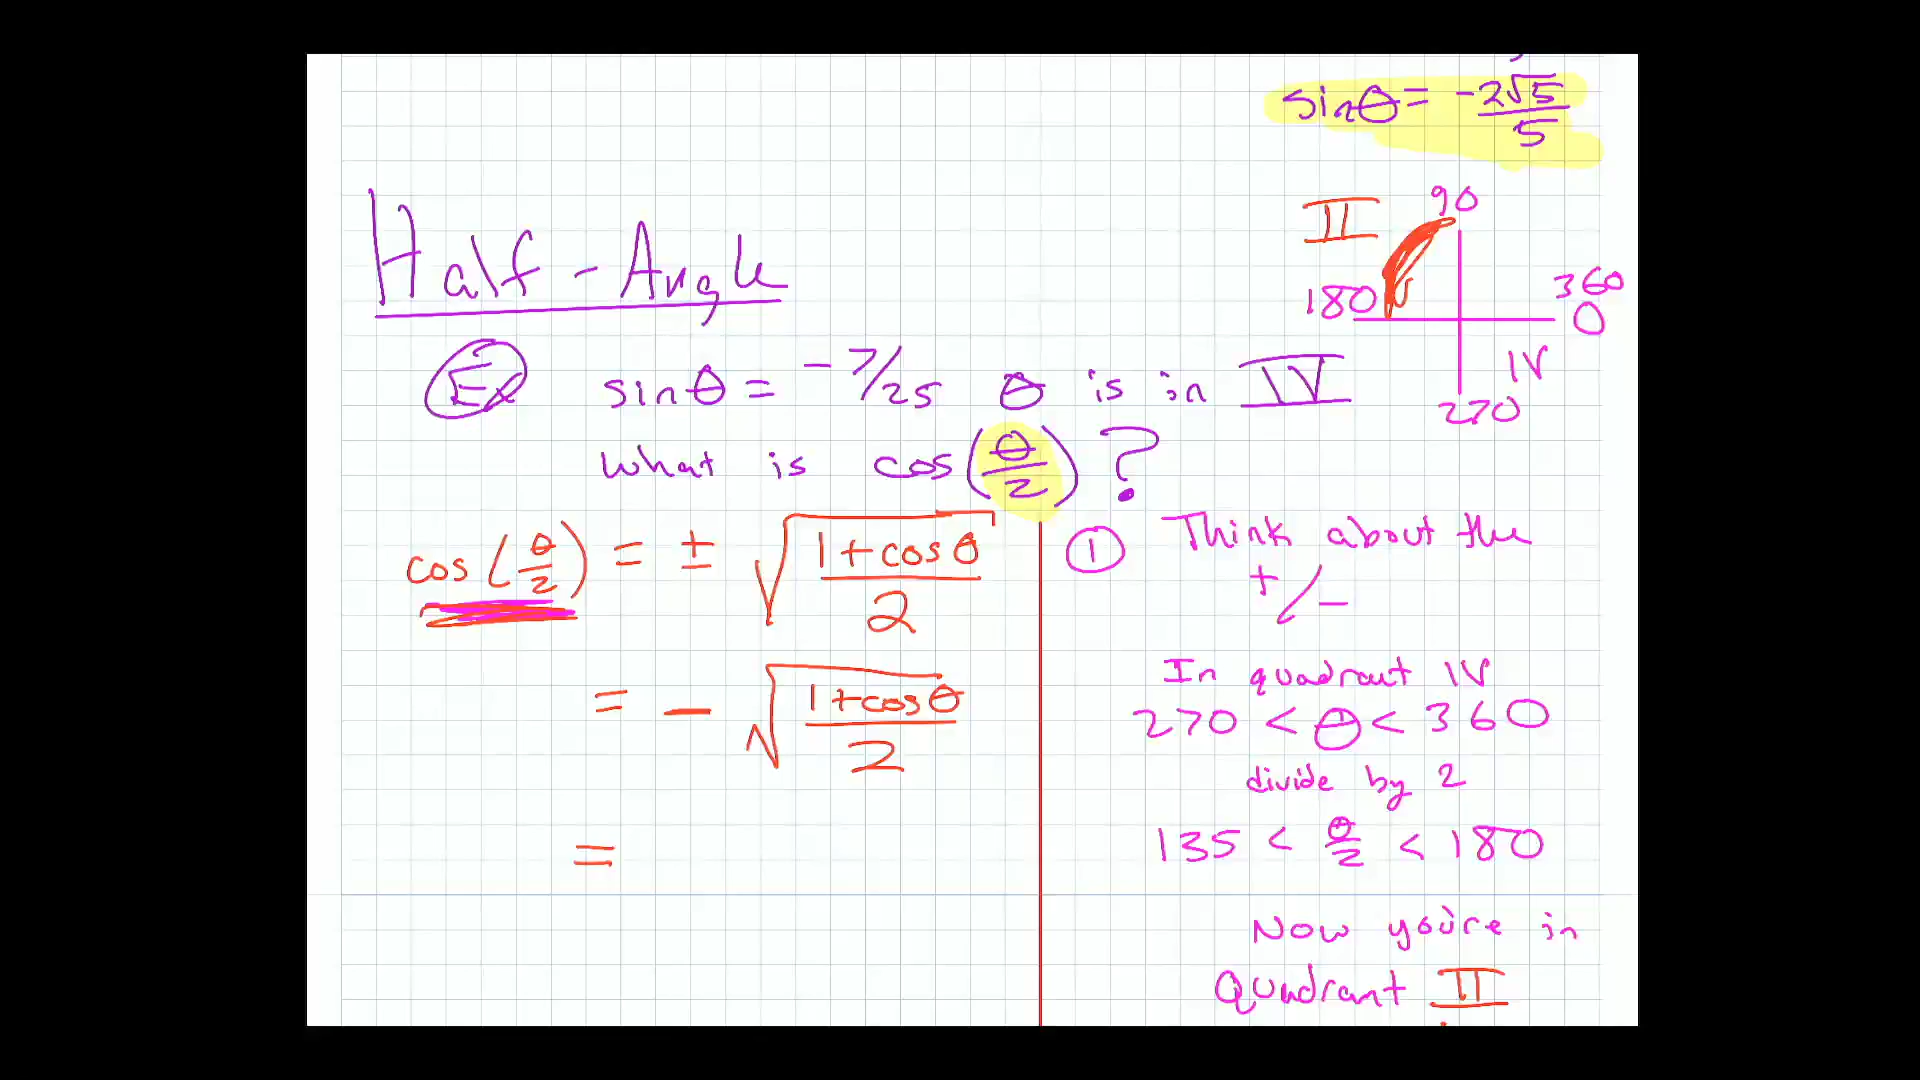 sinθ = -2√5/5
Half-Angle
Ex sinθ = -7/25 θ is in IV
what is cos(θ/2)?
cos(θ/2) = ± √((1+cosθ)/2)
= - √((1+cosθ)/2)
=
90
II
180
360
0
IV
270
① Think about the
+/-
In quadrant IV
270 < θ < 360
divide by 2
135 < θ/2 < 180
Now you're in
Quadrant II